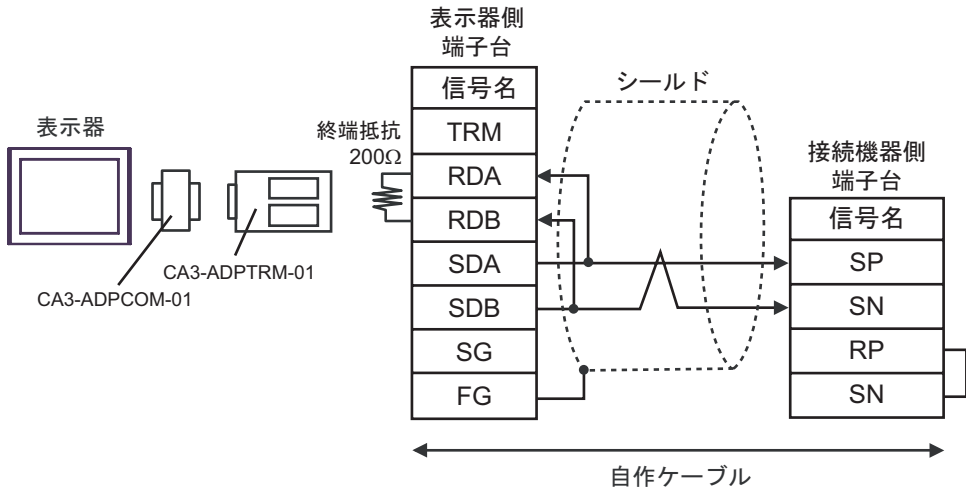 表示器側
端子台
信号名
TRM
RDA
RDB
SDA
SDB
SG
FG
シールド
表示器
終端抵抗
200Ω
CA3-ADPTRM-01
CA3-ADPCOM-01
接続機器側
端子台
信号名
SP
SN
RP
SN
自作ケーブル